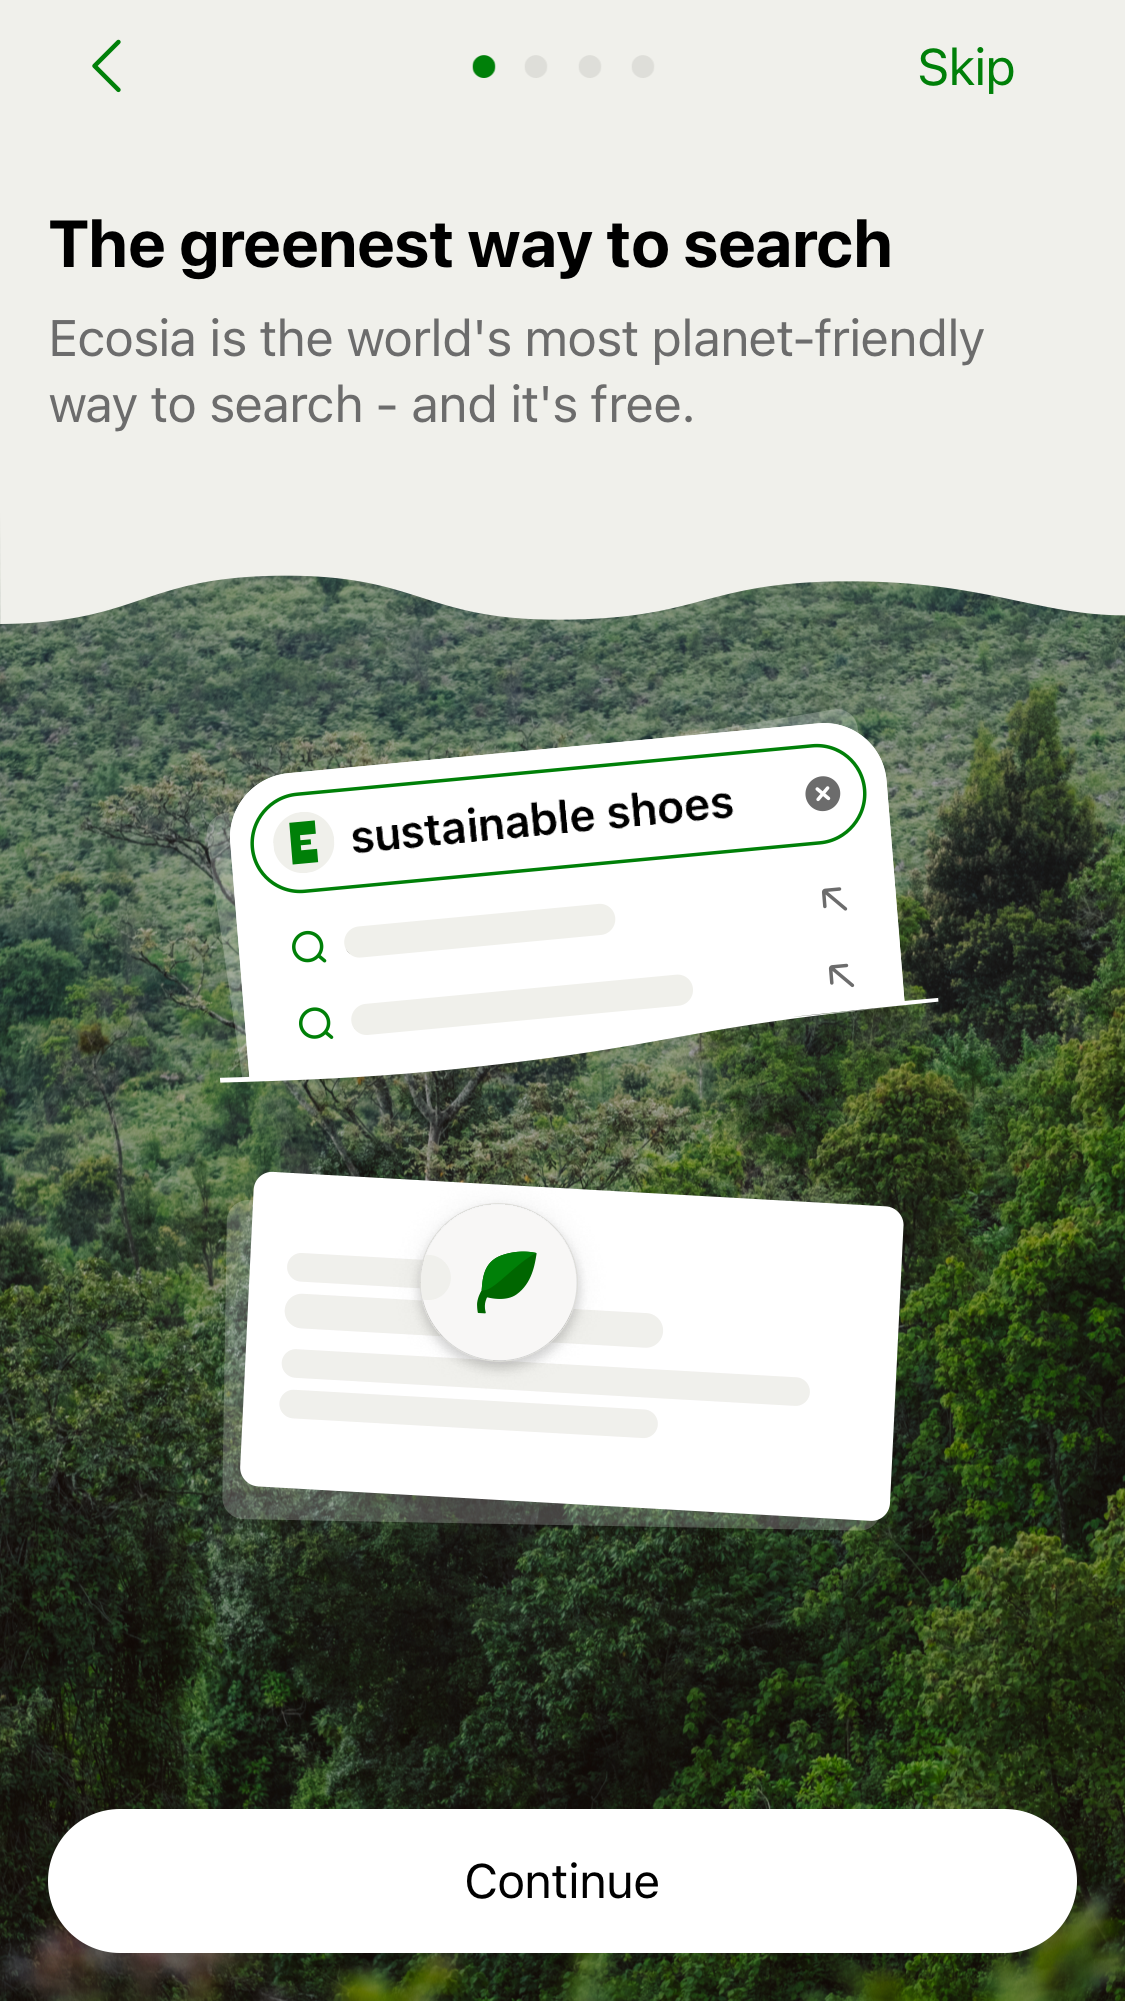 Skip
The greenest way to search
Ecosia is the world's most planet-friendly
way to search - and it's free.
E sustainable shoes
Continue